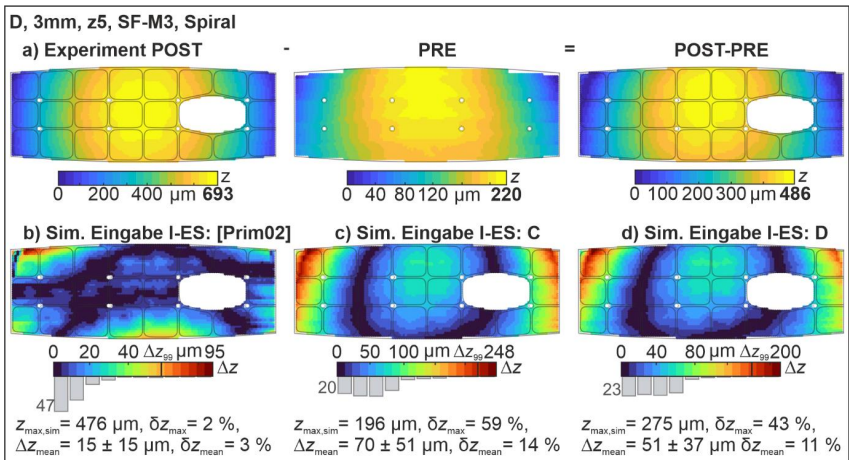 D, 3mm, z5, SF-M3, Spiral
a) Experiment POST - PRE = POST-PRE
z z z
0 200 400 µm 693 0 40 80 120 µm 220 0 100 200 300 µm 486
b) Sim. Eingabe I-ES: [Prim02] c) Sim. Eingabe I-ES: C d) Sim. Eingabe I-ES: D
0 20 40 Δz99 µm 95 0 50 100 µm Δz99 248 0 40 80 µm Δz99 200
Δz Δz Δz
47 20 23
zmax,sim= 476 µm, δzmax= 2 %, zmax,sim= 196 µm, δzmax= 59 %, zmax,sim= 275 µm, δzmax= 43 %,
Δzmean= 15 ± 15 µm, δzmean= 3 % Δzmean= 70 ± 51 µm, δzmean= 14 % Δzmean= 51 ± 37 µm δzmean= 11 %